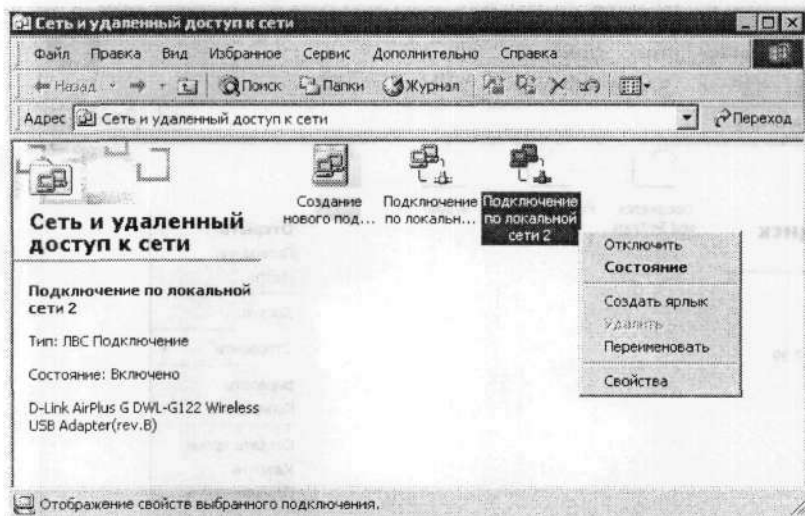 Сеть и удаленный доступ к сети
Файл Правка Вид Избранное Сервис Дополнительно Справка
Назад Поиск Папки Журнал
Адрес Сеть и удаленный доступ к сети Переход
Создание нового под...
Подключение по локальн...
Подключение по локальной сети 2
Сеть и удаленный
доступ к сети
Подключение по локальной
сети 2
Тип: ЛВС Подключение
Состояние: Включено
D-Link AirPlus G DWL-G122 Wireless
USB Adapter(rev.B)
Отключить
Состояние
Создать ярлык
Удалить
Переименовать
Свойства
Отображение свойств выбранного подключения.